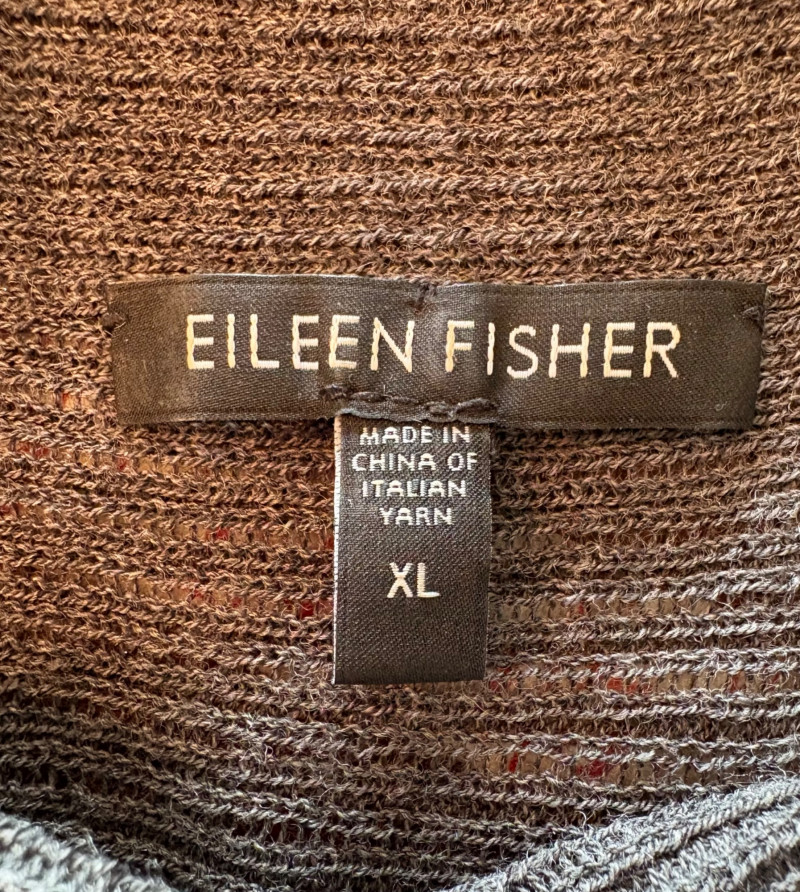 EILEEN FISHER
MADE IN
CHINA OF
ITALIAN
YARN
XL